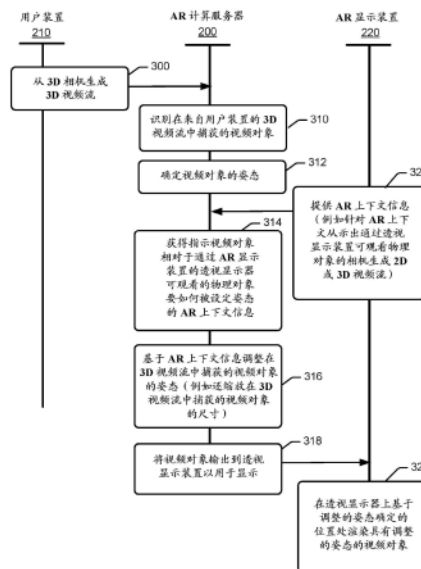 用户装置
210
AR 计算服务器
200
AR 显示装置
220
300
从 3D 相机生成
3D 视频流
310
识别在来自用户装置的 3D
视频流中捕获的视频对象
312
确定视频对象的姿态
32
提供 AR 上下文信息
(例如针对 AR 上下
文从示出通过透视
显示装置可观看物理
对象的相机生成 2D
或 3D 视频流)
314
获得指示视频对象
相对于通过 AR 显示
装置的透视显示器
可观看的物理对象
要如何被设定姿态
的 AR 上下文信息
316
基于 AR 上下文信息调整在
3D 视频流中捕获的视频对象
的姿态 (例如还缩放在 3D
视频流中捕获的视频对象
的尺寸)
318
将视频对象输出到透视
显示装置以用于显示
32
在透视显示器上基于
调整的姿态确定的
位置处渲染具有调整
的姿态的视频对象